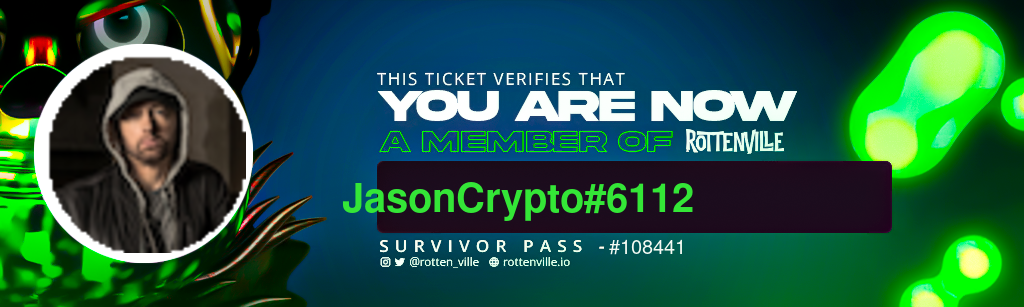 THIS TICKET VERIFIES THAT
YOU ARE NOW
A MEMBER OF ROTTENVILLE
JasonCrypto#6112
SURVIVOR PASS - #108441
@rotten_ville rottenville.io